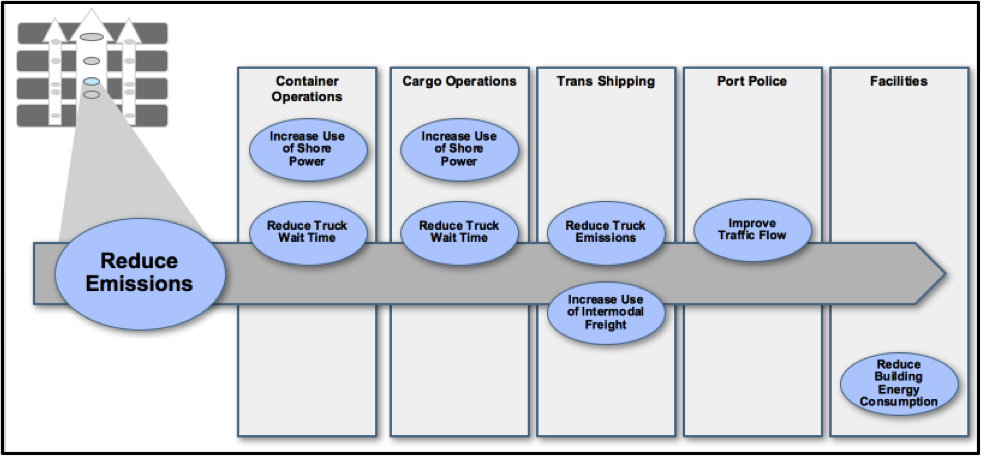 Container
Operations
Cargo Operations
Trans Shipping
Port Police
Facilities
Increase Use
of Shore
Power
Increase Use
of Shore
Power
Reduce Truck
Wait Time
Reduce Truck
Wait Time
Reduce Truck
Emissions
Improve
Traffic Flow
Reduce
Emissions
Increase Use
of Intermodal
Freight
Reduce
Building
Energy
Consumption